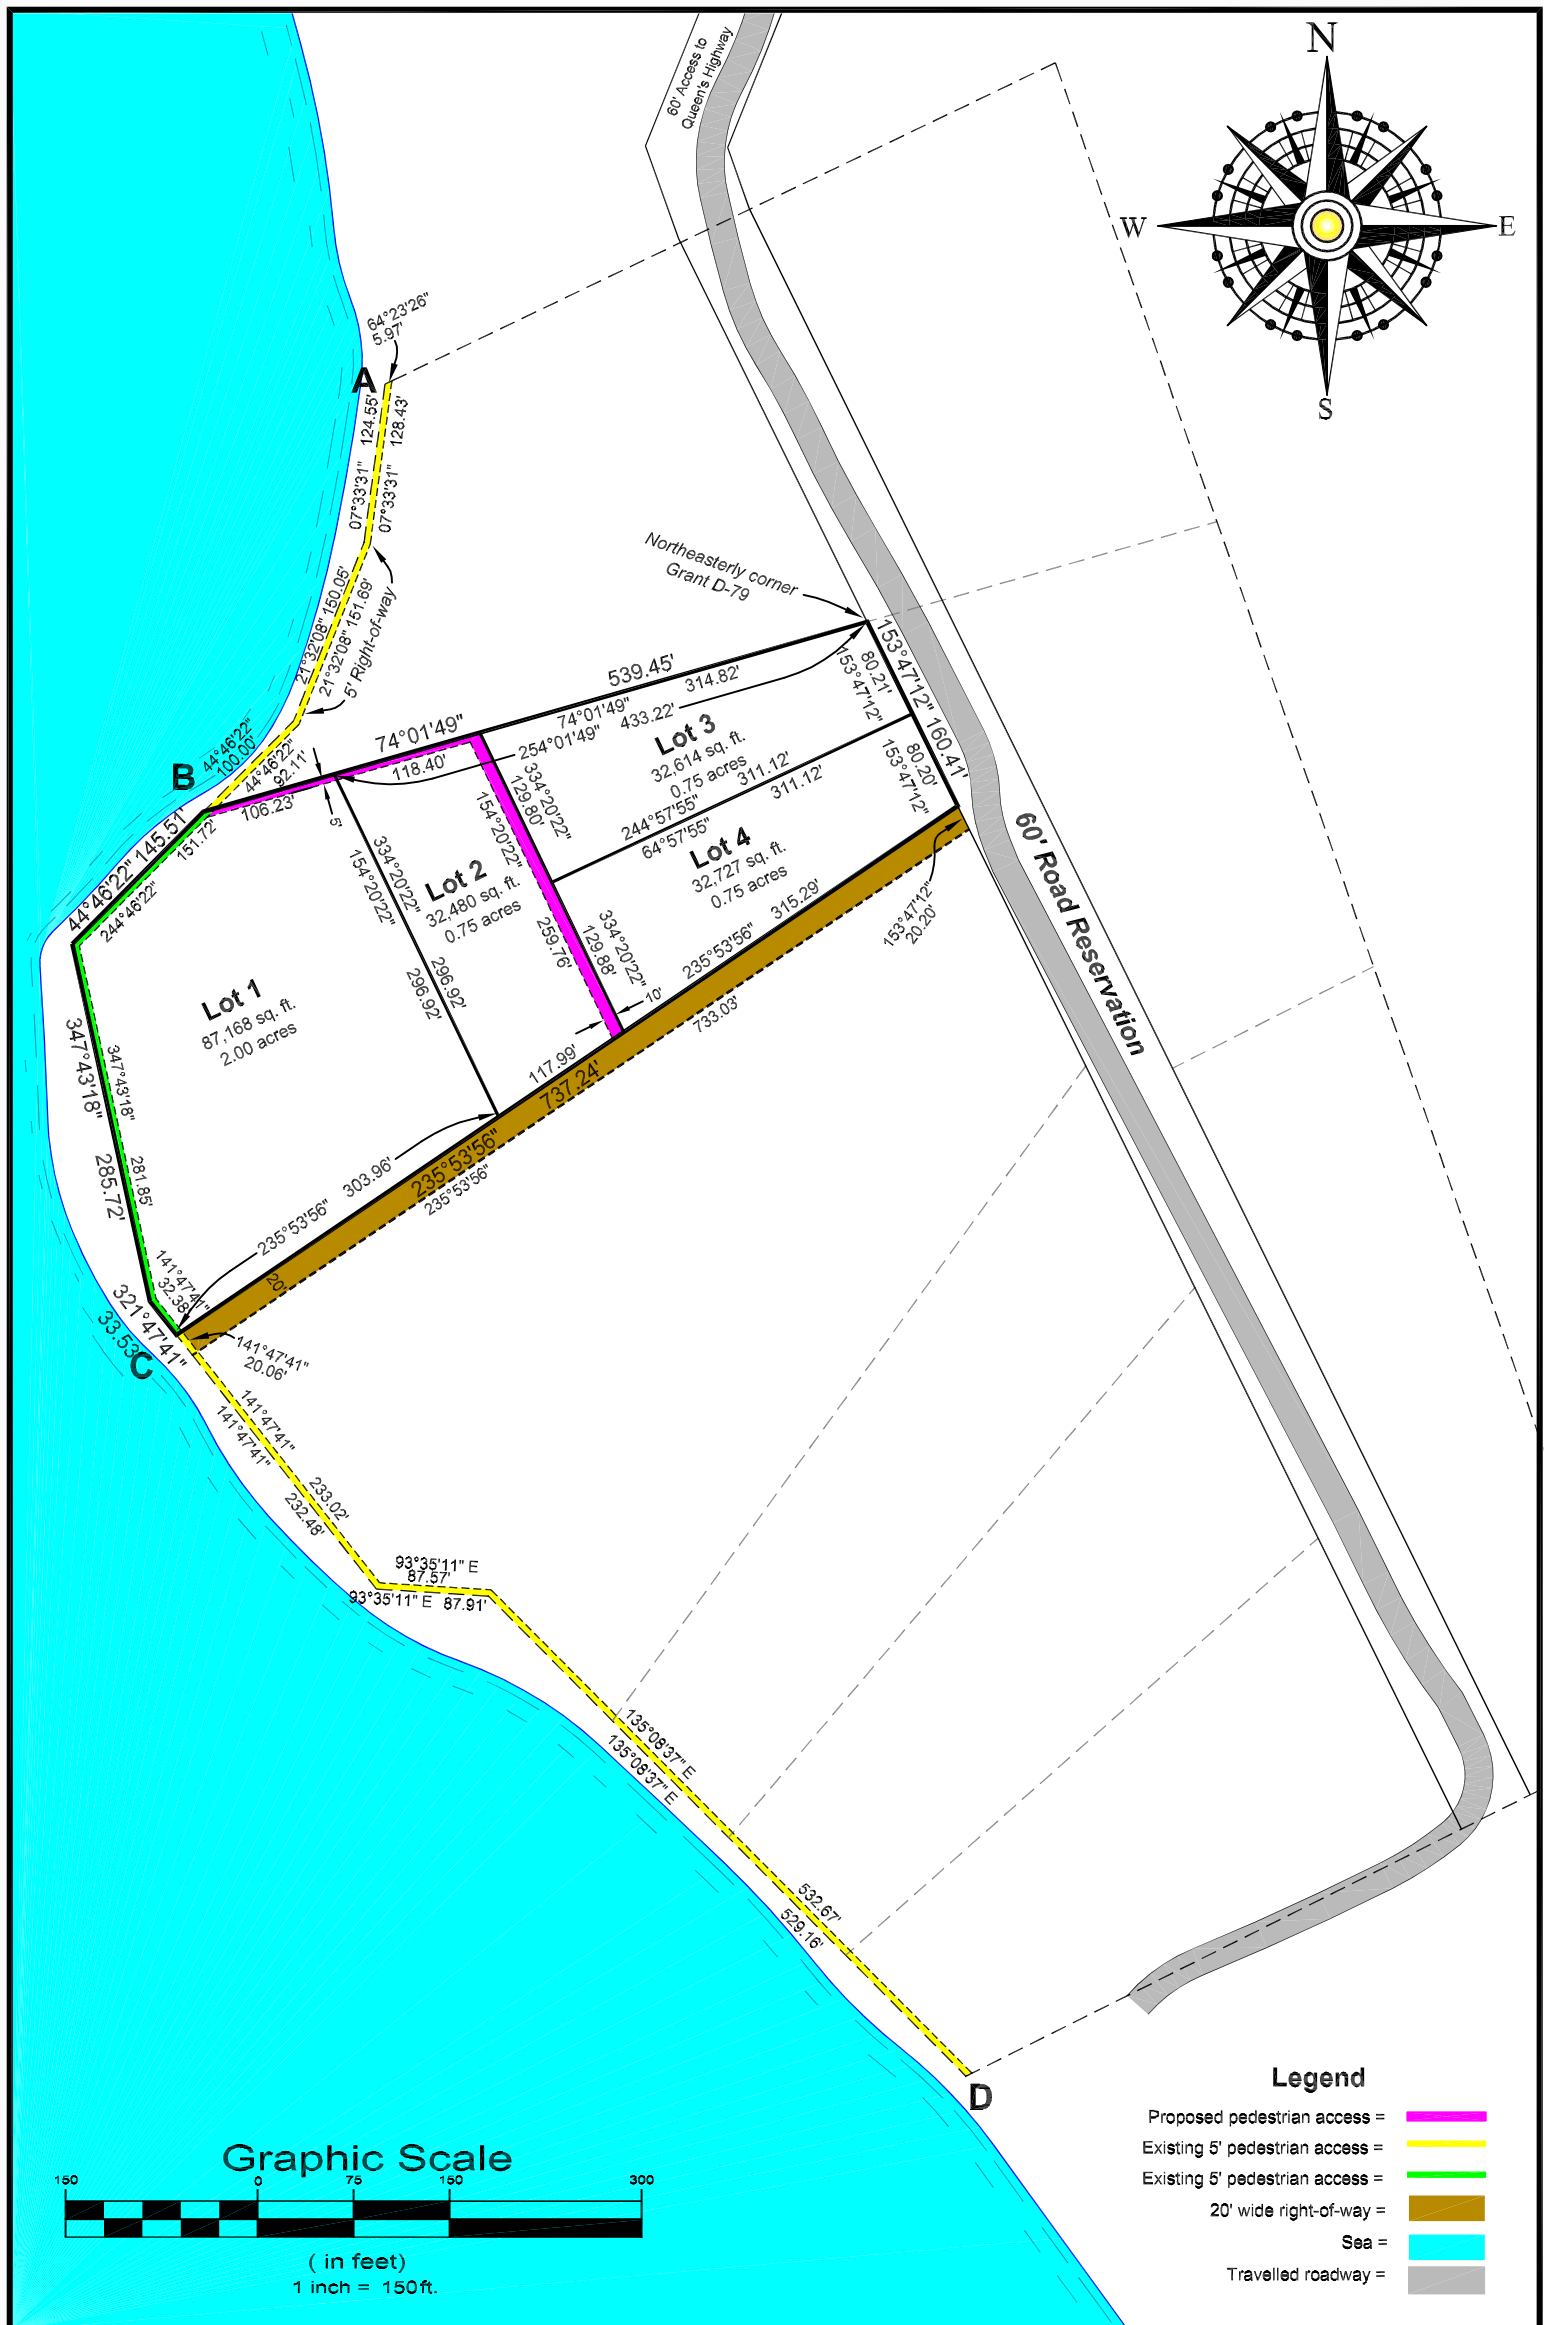 60' Access to
Queen's Highway
N
W
E
S
64°23'26"
5.97'
A
124.55'
128.43'
07°33'31"
07°33'31"
Northeasterly corner
Grant D-79
21°32'08" 150.05'
21°32'08" 151.69'
5' Right-of-way
539.45'
314.82'
74°01'49"
74°01'49"
433.22'
254°01'49"
118.40'
153°47'12" 160.41'
80.21'
153°47'12"
80.20'
153°47'12"
Lot 3
32,614 sq. ft.
0.75 acres
44°46'22"
100.00'
44°46'22"
92.11'
B
106.23'
5'
334°20'22"
129.80'
154°20'22"
311.12'
244°57'55"
311.12'
64°57'55"
44°46'22" 145.51'
151.72'
244°46'22"
334°20'22"
154°20'22"
Lot 2
32,480 sq. ft.
0.75 acres
Lot 4
32,727 sq. ft.
0.75 acres
315.29'
235°53'56"
153°47'12"
20.20'
60' Road Reservation
334°20'22"
129.88'
259.76'
10'
296.92'
296.92'
Lot 1
87,168 sq. ft.
2.00 acres
733.03'
117.99'
737.24'
347°43'18"
285.72'
347°43'18"
281.85'
303.96'
235°53'56"
235°53'56"
235°53'56"
141°47'41"
32.38'
20'
321°47'41"
33.53'
C
141°47'41"
20.06'
141°47'41"
141°47'41"
233.02'
232.48'
93°35'11" E
87.57'
93°35'11" E 87.91'
135°08'37" E
135°08'37" E
532.67'
529.16'
D
Legend
Proposed pedestrian access =
Existing 5' pedestrian access =
Existing 5' pedestrian access =
20' wide right-of-way =
Sea =
Travelled roadway =
Graphic Scale
150 0 75 150 300
( in feet)
1 inch = 150ft.